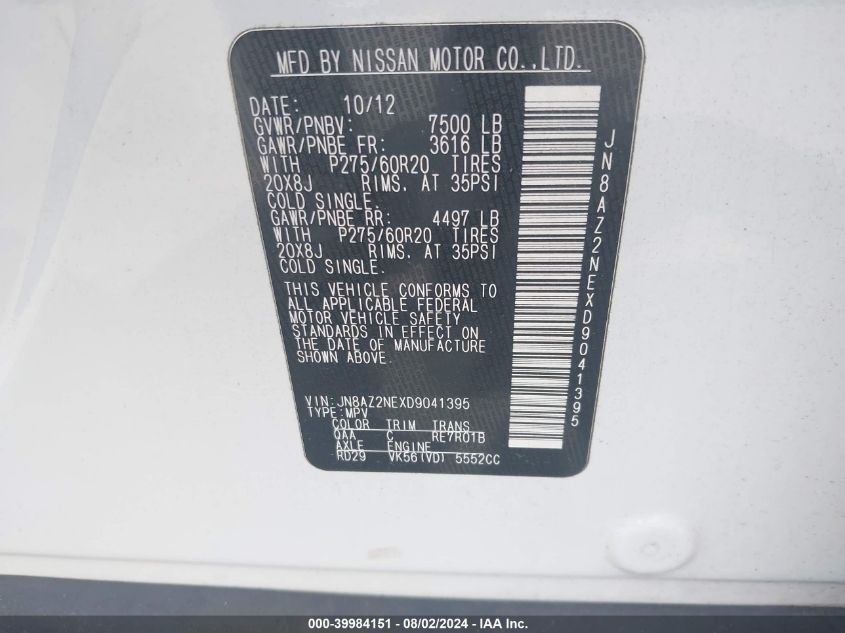 MFD BY NISSAN MOTOR CO.,LTD.
DATE: 10/12
GVWR/PNBV: 7500 LB
GAWR/PNBE FR: 3616 LB
WITH P275/60R20 TIRES
20X8J RIMS. AT 35PSI
COLD SINGLE.
GAWR/PNBE RR: 4497 LB
WITH P275/60R20 TIRES
20X8J RIMS. AT 35PSI
COLD SINGLE.
THIS VEHICLE CONFORMS TO
ALL APPLICABLE FEDERAL
MOTOR VEHICLE SAFETY
STANDARDS IN EFFECT ON
THE DATE OF MANUFACTURE
SHOWN ABOVE.
VIN:JN8AZ2NEXD9041395
TYPE:MPV
COLOR TRIM TRANS
QAA C RE7R01B
AXLE ENGINE
RD29 VK56(VD) 5552CC
JN8AZ2NEXD9041395
000-39984151 - 08/02/2024 - IAA Inc.